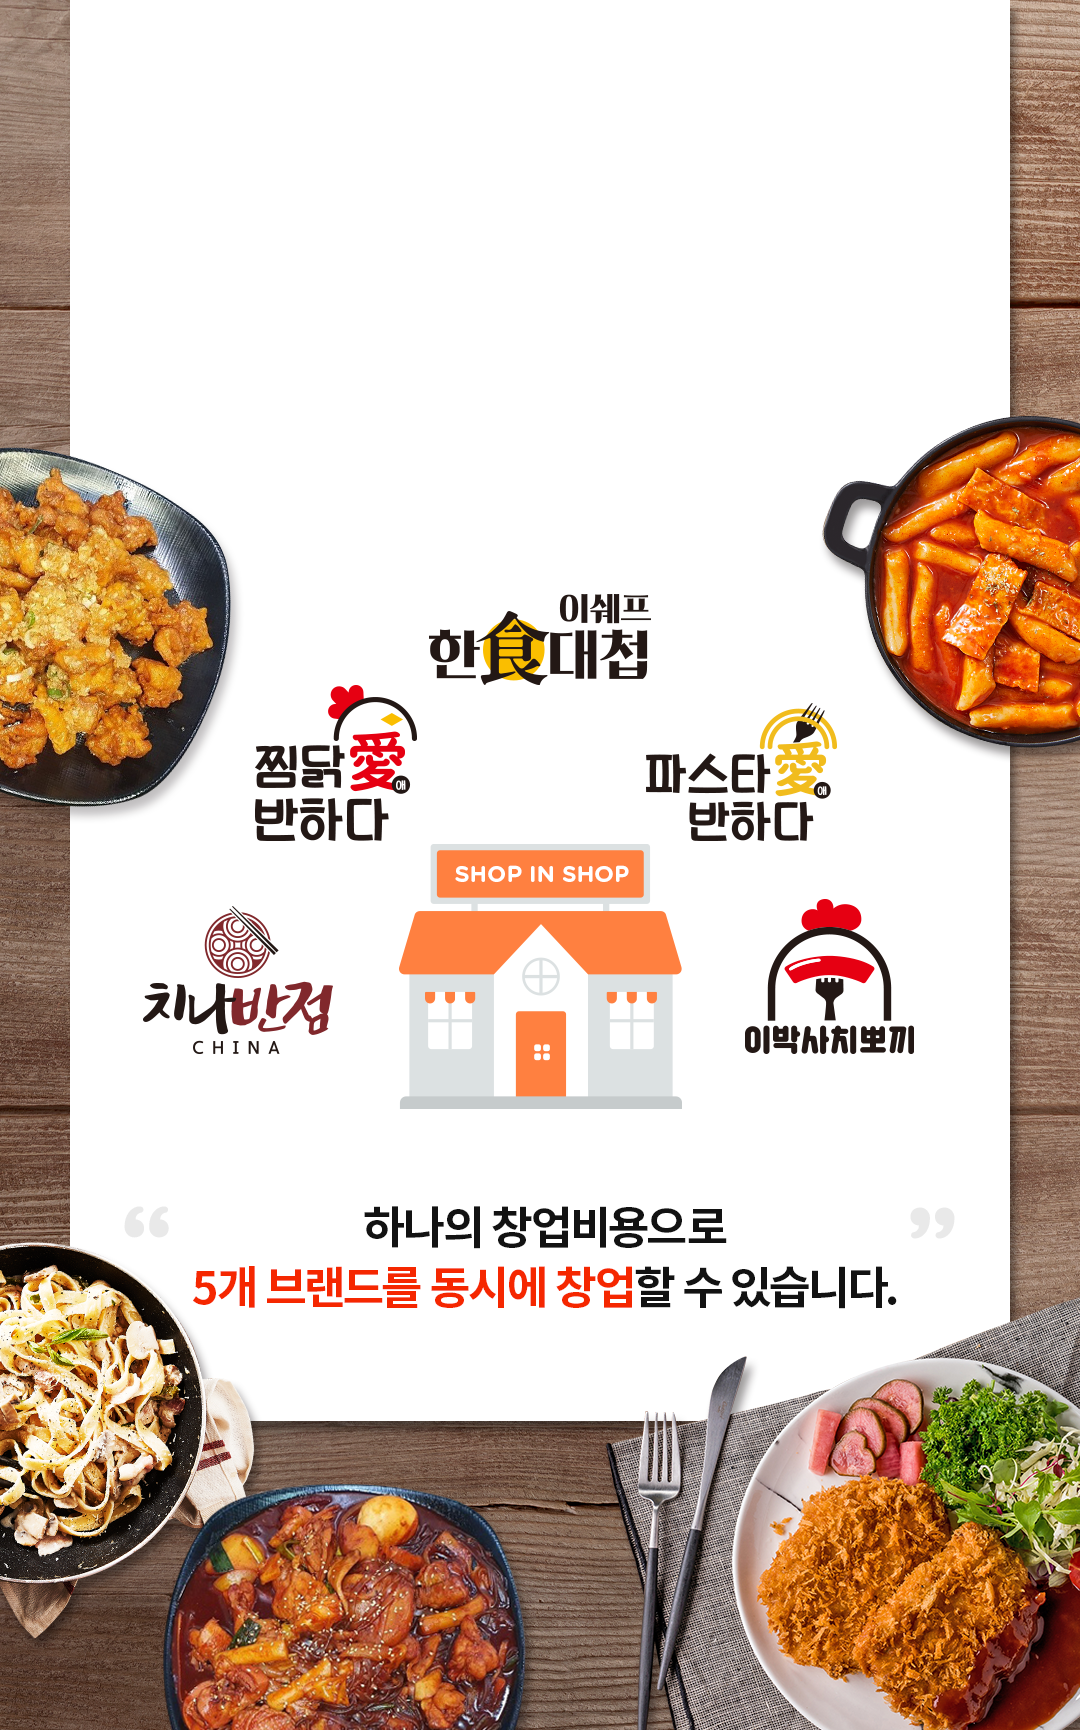 이쉐프
한食대첩
찜닭愛애
반하다
파스타愛애
반하다
SHOP IN SHOP
치나반점
CHINA
이박사치뽀끼
“ 하나의 창업비용으로 ”
5개 브랜드를 동시에 창업할 수 있습니다.